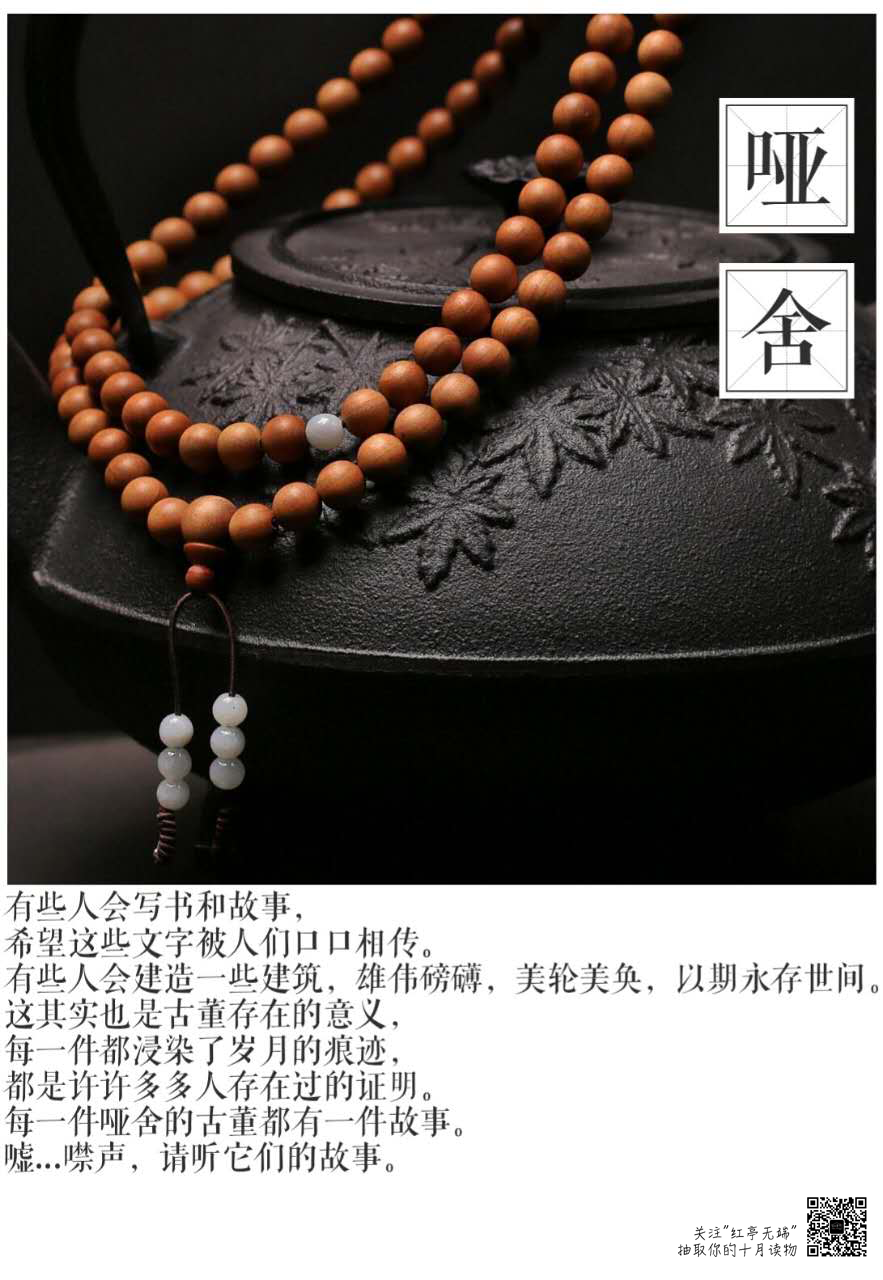 哑
舍
有些人会写书和故事，
希望这些文字被人们口口相传。
有些人会建造一些建筑，雄伟磅礴，美轮美奂，以期永存世间。
这其实也是古董存在的意义，
每一件都浸染了岁月的痕迹，
都是许许多多人存在过的证明。
每一件哑舍的古董都有一件故事。
嘘...噤声，请听它们的故事。
关注"红亭无端"
抽取你的十月读物